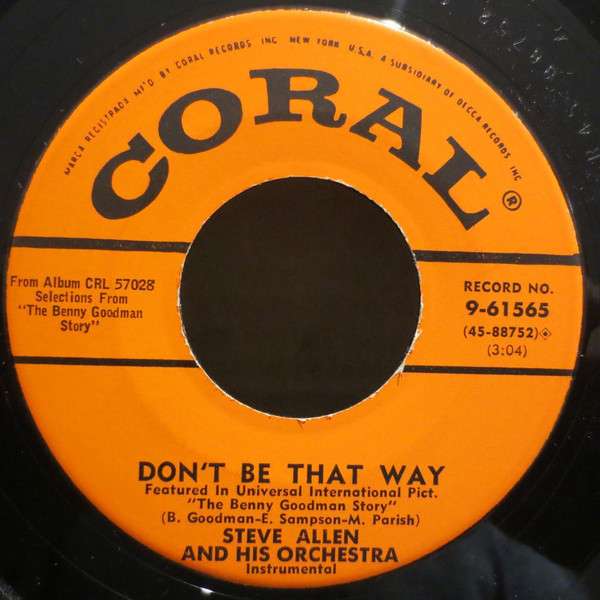 MARCA REGISTRADA MF'D BY CORAL RECORDS INC NEW YORK U.S.A A SUBSIDIARY OF DECCA RECORDS INC
CORAL®
From Album CRL 57028
Selections From
"The Benny Goodman
Story"
RECORD NO.
9-61565
(45-88752)
(3:04)
DON'T BE THAT WAY
Featured In Universal International Pict.
"The Benny Goodman Story"
(B. Goodman-E. Sampson-M. Parish)
STEVE ALLEN
AND HIS ORCHESTRA
Instrumental